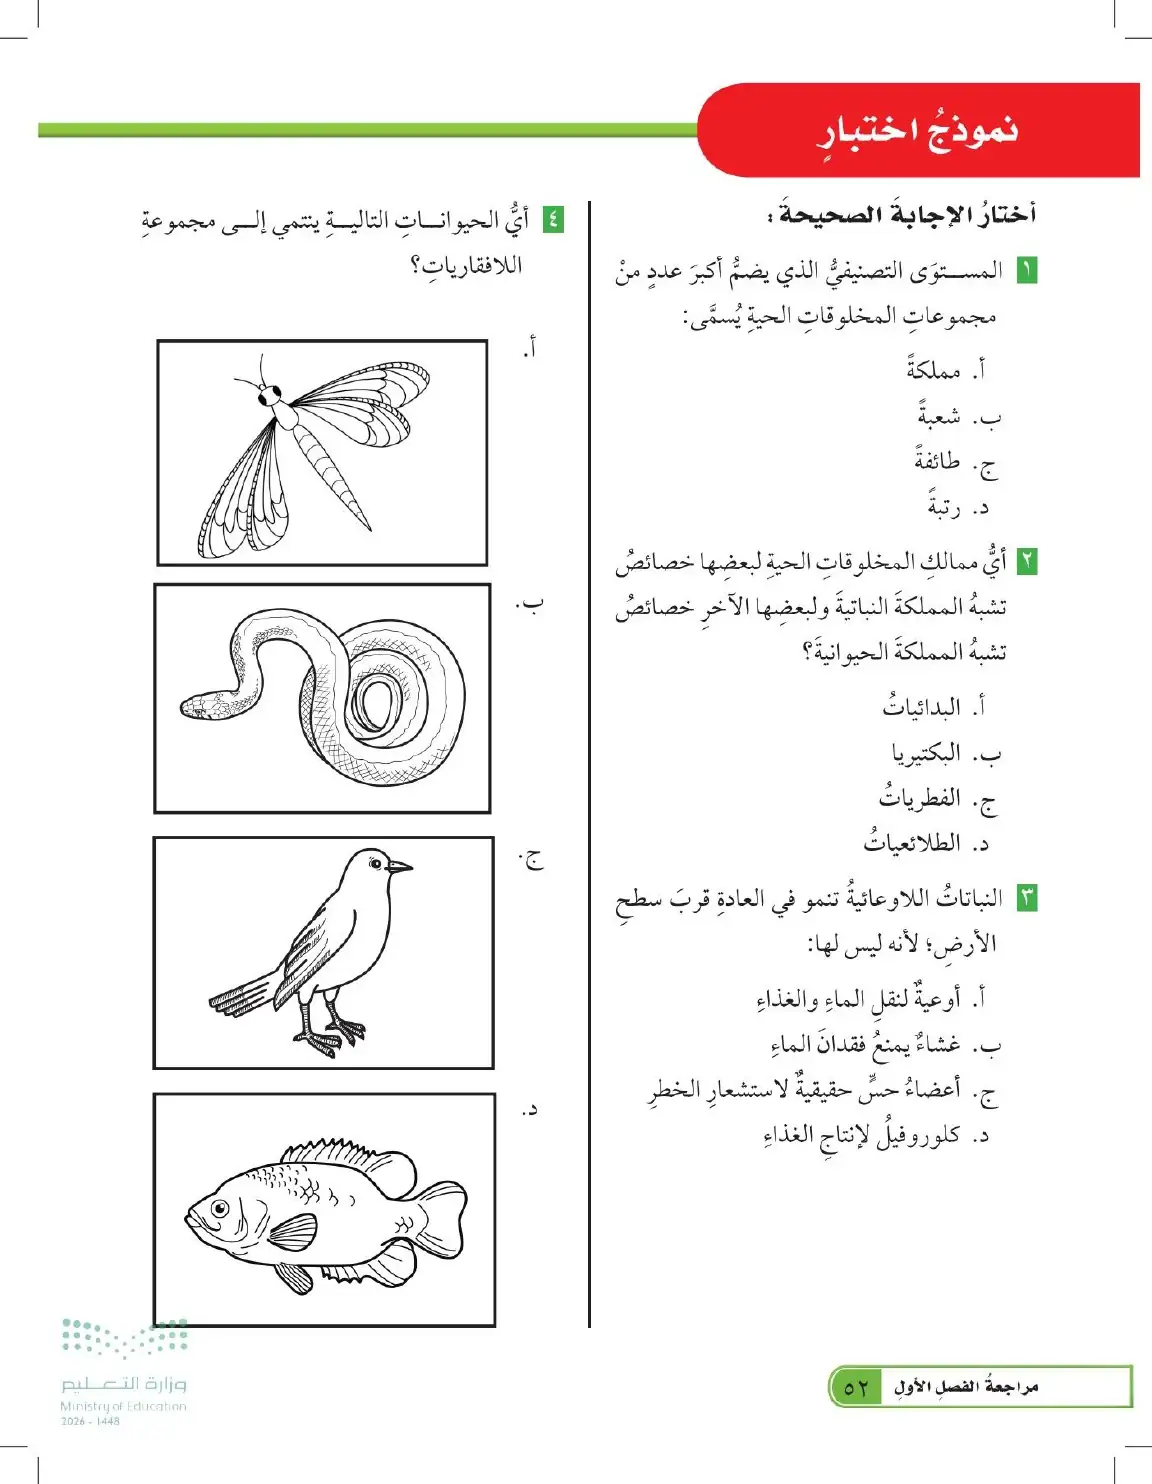 نموذجُ اختبارٍ
أختارُ الإجابةَ الصحيحةَ :
١ المستوَى التصنيفيُّ الذي يضمُّ أكبرَ عددٍ منْ
مجموعاتِ المخلوقاتِ الحيةِ يُسمَّى:
أ. مملكةً
ب. شعبةً
ج. طائفةً
د. رتبةً
٢ أيُّ ممالكِ المخلوقاتِ الحيةِ لبعضِها خصائصُ
تشبهُ المملكةَ النباتيةَ ولبعضِها الآخرِ خصائصُ
تشبهُ المملكةَ الحيوانيةَ؟
أ. البدائياتُ
ب. البكتيريا
ج. الفطرياتُ
د. الطلائعياتُ
٣ النباتاتُ اللاوعائيةُ تنمو في العادةِ قربَ سطحِ
الأرضِ؛ لأنه ليس لها:
أ. أوعيةٌ لنقلِ الماءِ والغذاءِ
ب. غشاءٌ يمنعُ فقدانَ الماءِ
ج. أعضاءُ حسٍّ حقيقيةٌ لاستشعارِ الخطرِ
د. كلوروفيلُ لإنتاجِ الغذاءِ
٤ أيُّ الحيواناتِ التاليةِ ينتمي إلى مجموعةِ
اللافقارياتِ؟
أ.
ب.
ج.
د.
وزارة التعليم
Ministry of Education
2026 - 1448
مراجعةُ الفصلِ الأولِ ٥٢